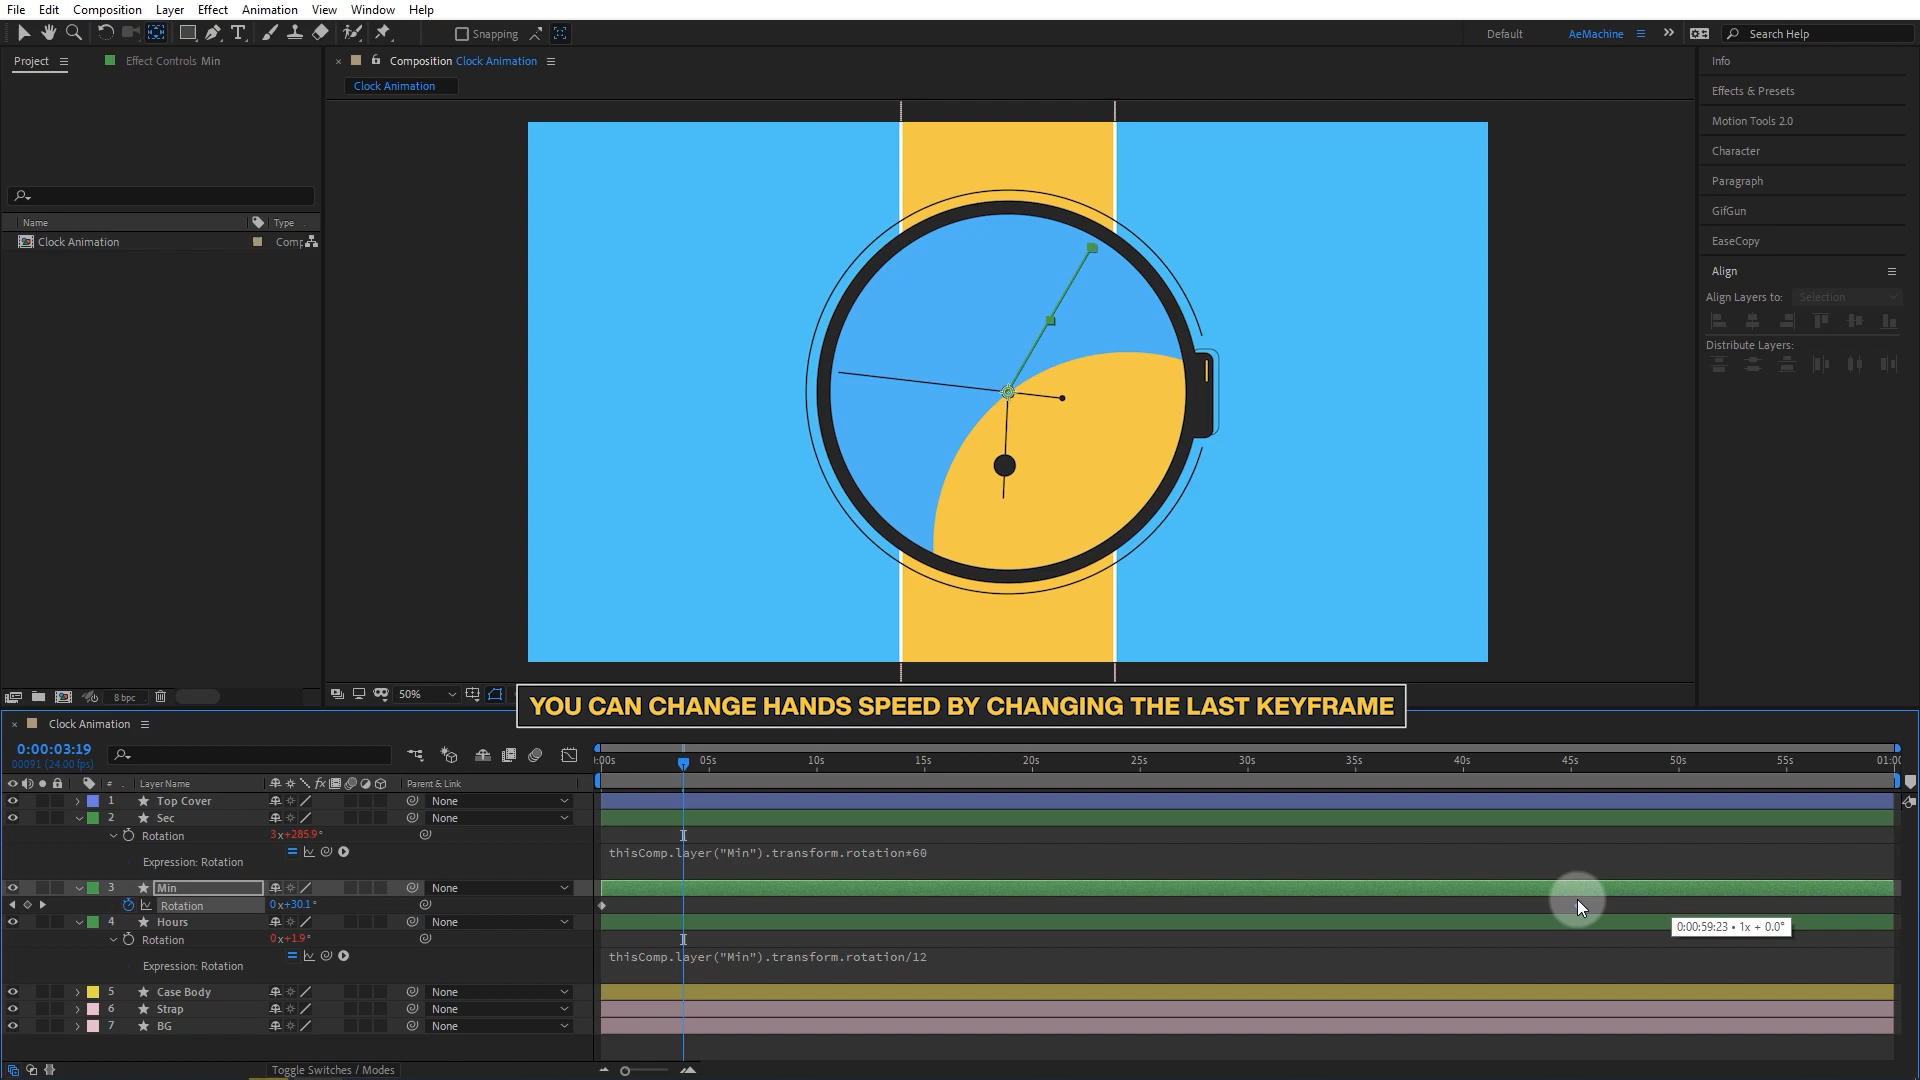 File Edit Composition Layer Effect Animation View Window Help
Snapping Default AeMachine Search Help
Project Effect Controls Min
Composition Clock Animation
Clock Animation
Name Type
Clock Animation Comp
Info
Effects & Presets
Motion Tools 2.0
Character
Paragraph
GifGun
EaseCopy
Align
Align Layers to: Selection
Distribute Layers:
8 bpc 50%
YOU CAN CHANGE HANDS SPEED BY CHANGING THE LAST KEYFRAME
Clock Animation
0:00:03:19
00091 (24.00 fps)
:00s 05s 10s 15s 20s 25s 30s 35s 40s 45s 50s 55s 01:00
# Layer Name fx Parent & Link
1 Top Cover None
2 Sec None
Rotation 3x+285.9°
Expression: Rotation thisComp.layer("Min").transform.rotation*60
3 Min None
Rotation 0x+30.1°
4 Hours None
0:00:59:23 • 1x + 0.0°
Rotation 0x+1.9°
Expression: Rotation thisComp.layer("Min").transform.rotation/12
5 Case Body None
6 Strap None
7 BG None
Toggle Switches / Modes